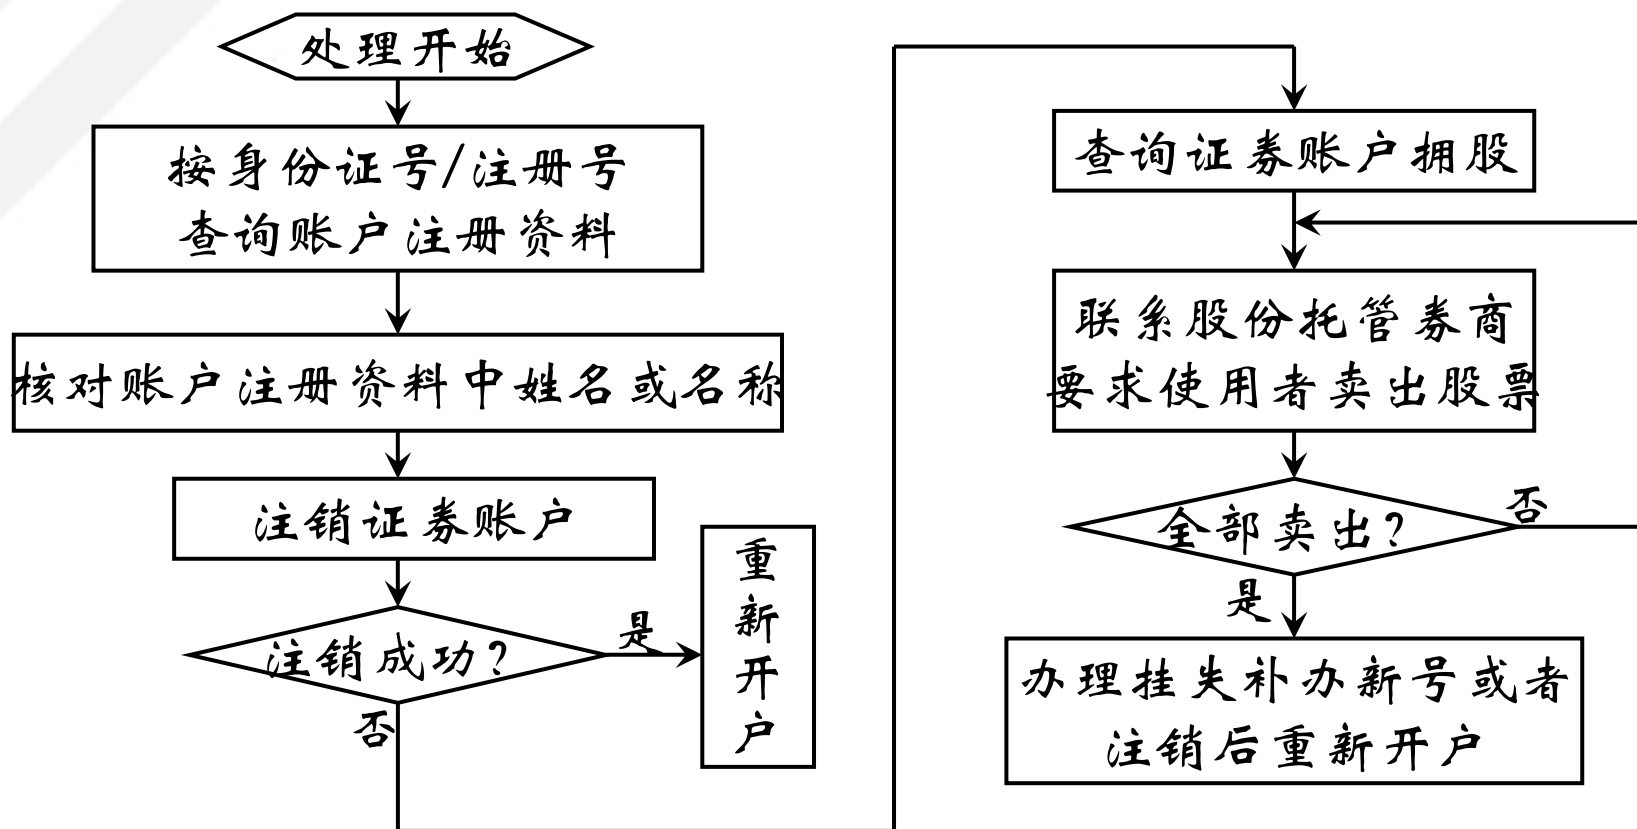 处理开始
按身份证号/注册号
查询账户注册资料
核对账户注册资料中姓名或名称
注销证券账户
注销成功?
是
重新开户
否
查询证券账户拥股
联系股份托管券商
要求使用者卖出股票
全部卖出?
否
是
办理挂失补办新号或者
注销后重新开户